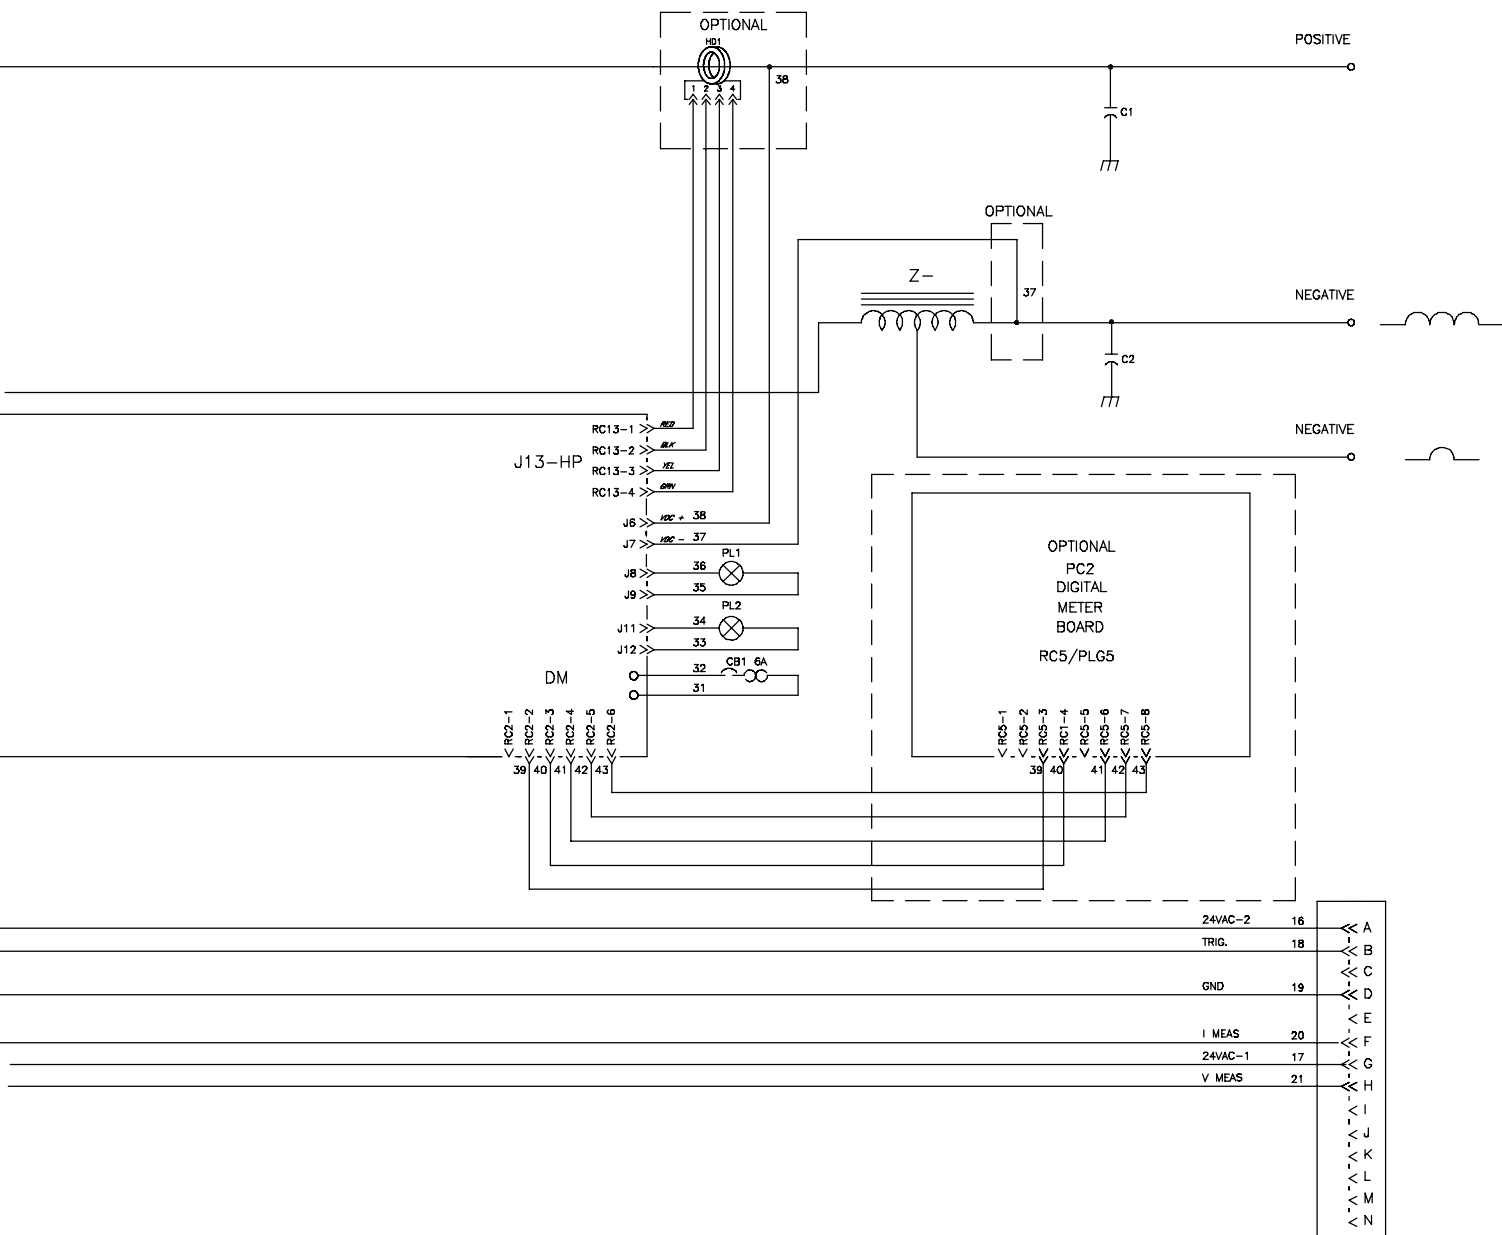 OPTIONAL
HD1
POSITIVE
38
1 2 3 4
C1
OPTIONAL
Z-
37
NEGATIVE
C2
RC13-1 RED
RC13-2 BLK
J13-HP
RC13-3 YEL
RC13-4 GRN
NEGATIVE
J6 VDC + 38
J7 VDC - 37
PL1
J8 36
J9 35
PL2
J11 34
J12 33
CB1 6A
32
DM
31
OPTIONAL
PC2
DIGITAL
METER
BOARD
RC5/PLG5
RC2-1
RC2-2
RC2-3
RC2-4
RC2-5
RC2-6
39 40 41 42 43
RC5-1
RC5-2
RC5-3
RC1-4
RC5-5
RC5-6
RC5-7
RC5-8
39 40 41 42 43
24VAC-2 16 A
TRIG. 18 B
C
GND 19 D
E
I MEAS 20 F
24VAC-1 17 G
V MEAS 21 H
I
J
K
L
M
N